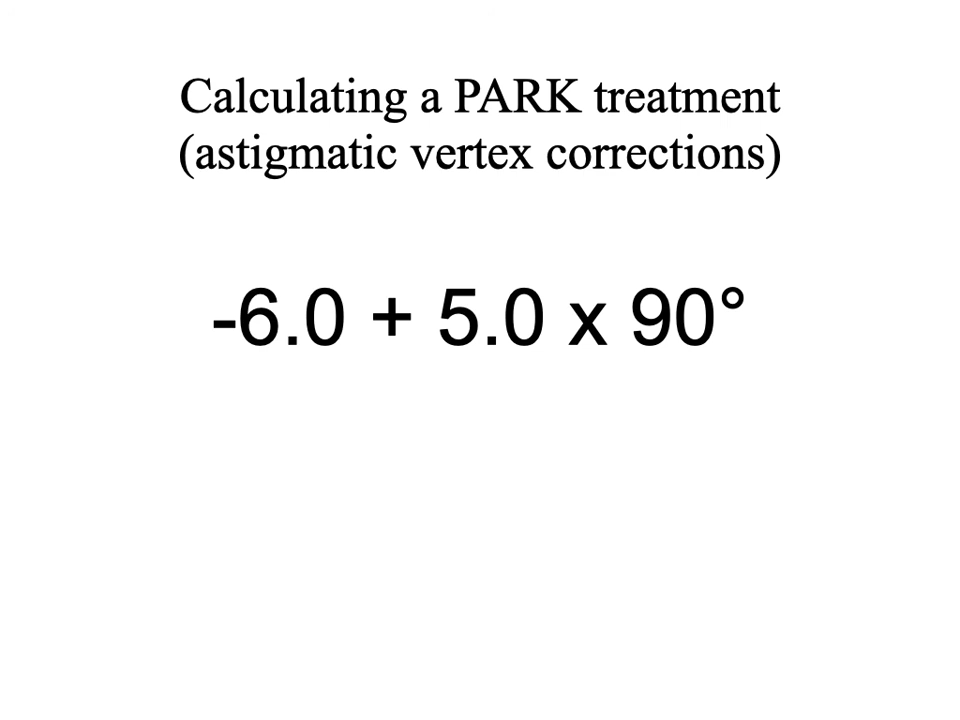 Calculating a PARK treatment
(astigmatic vertex corrections)
-6.0 + 5.0 x 90°